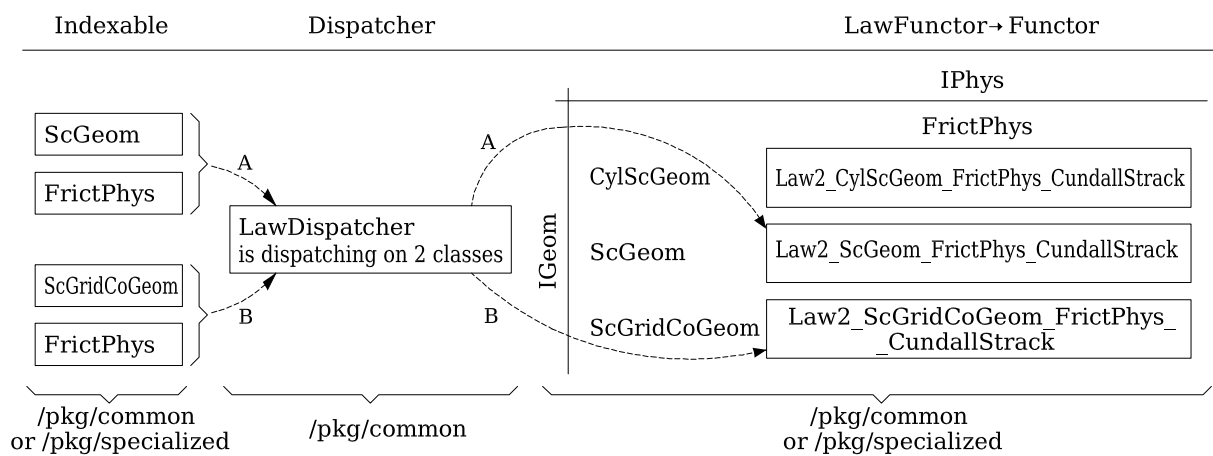 Indexable
Dispatcher
LawFunctor→Functor
IPhys
FrictPhys
ScGeom
FrictPhys
A
A
CylScGeom
Law2_CylScGeom_FrictPhys_CundallStrack
LawDispatcher
is dispatching on 2 classes
IGeom
ScGeom
Law2_ScGeom_FrictPhys_CundallStrack
ScGridCoGeom
FrictPhys
B
B
ScGridCoGeom
Law2_ScGridCoGeom_FrictPhys_
_CundallStrack
/pkg/common
or /pkg/specialized
/pkg/common
/pkg/common
or /pkg/specialized